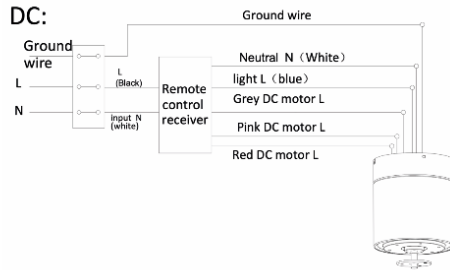 DC:
Ground wire
Ground
wire
Neutral N（White）
L
L
(Black)
Remote
control
receiver
light L（blue）
Grey DC motor L
N
input N
(white)
Pink DC motor L
Red DC motor L